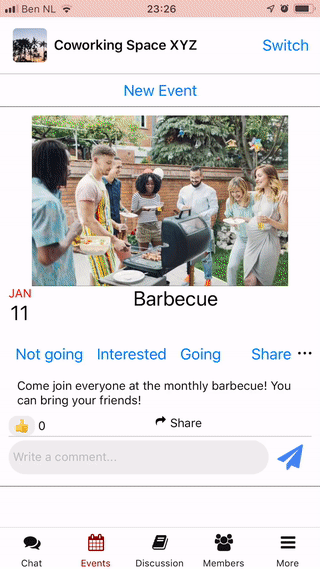 Ben NL 23:26
Coworking Space XYZ Switch
New Event
JAN
11
Barbecue
Not going Interested Going Share ...
Come join everyone at the monthly barbecue! You
can bring your friends!
0 Share
Write a comment...
Chat Events Discussion Members More